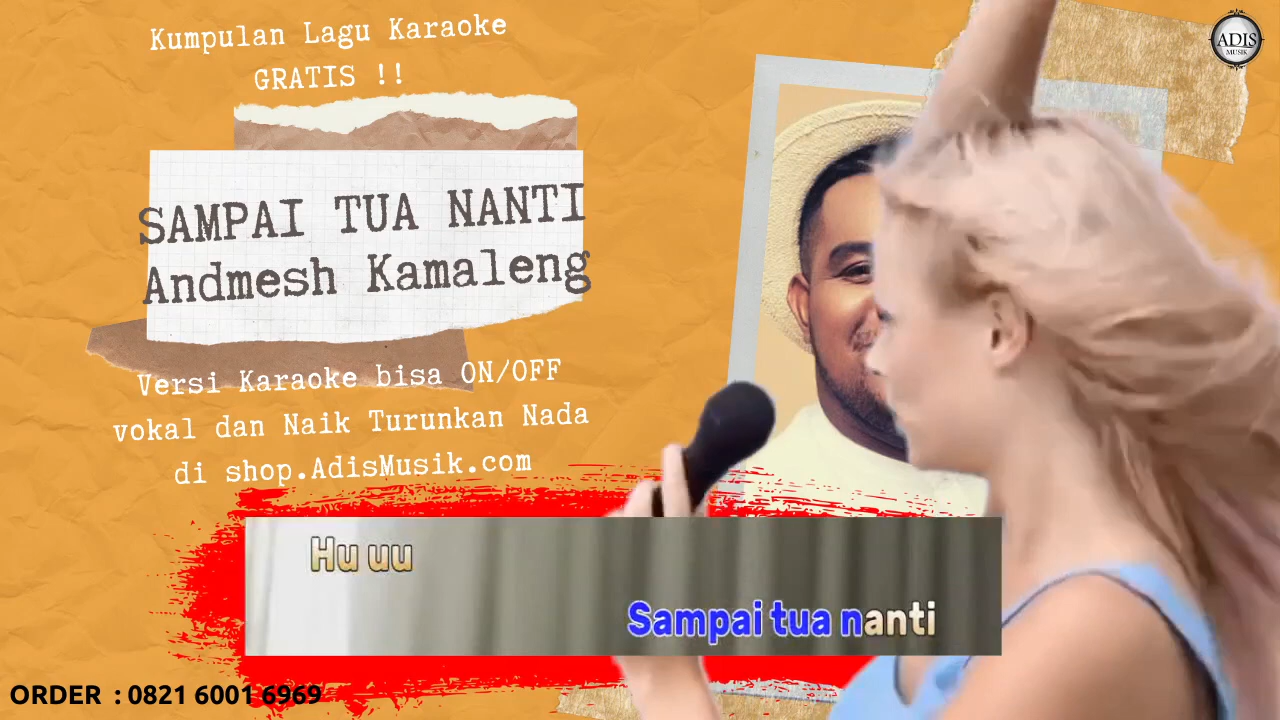 Kumpulan Lagu Karaoke
GRATIS !!
ADIS
MUSIK
SAMPAI TUA NANTI
Andmesh Kamaleng
Versi Karaoke bisa ON/OFF
vokal dan Naik Turunkan Nada
di shop.AdisMusik.com
Hu uu
Sampai tua nanti
ORDER : 0821 6001 6969